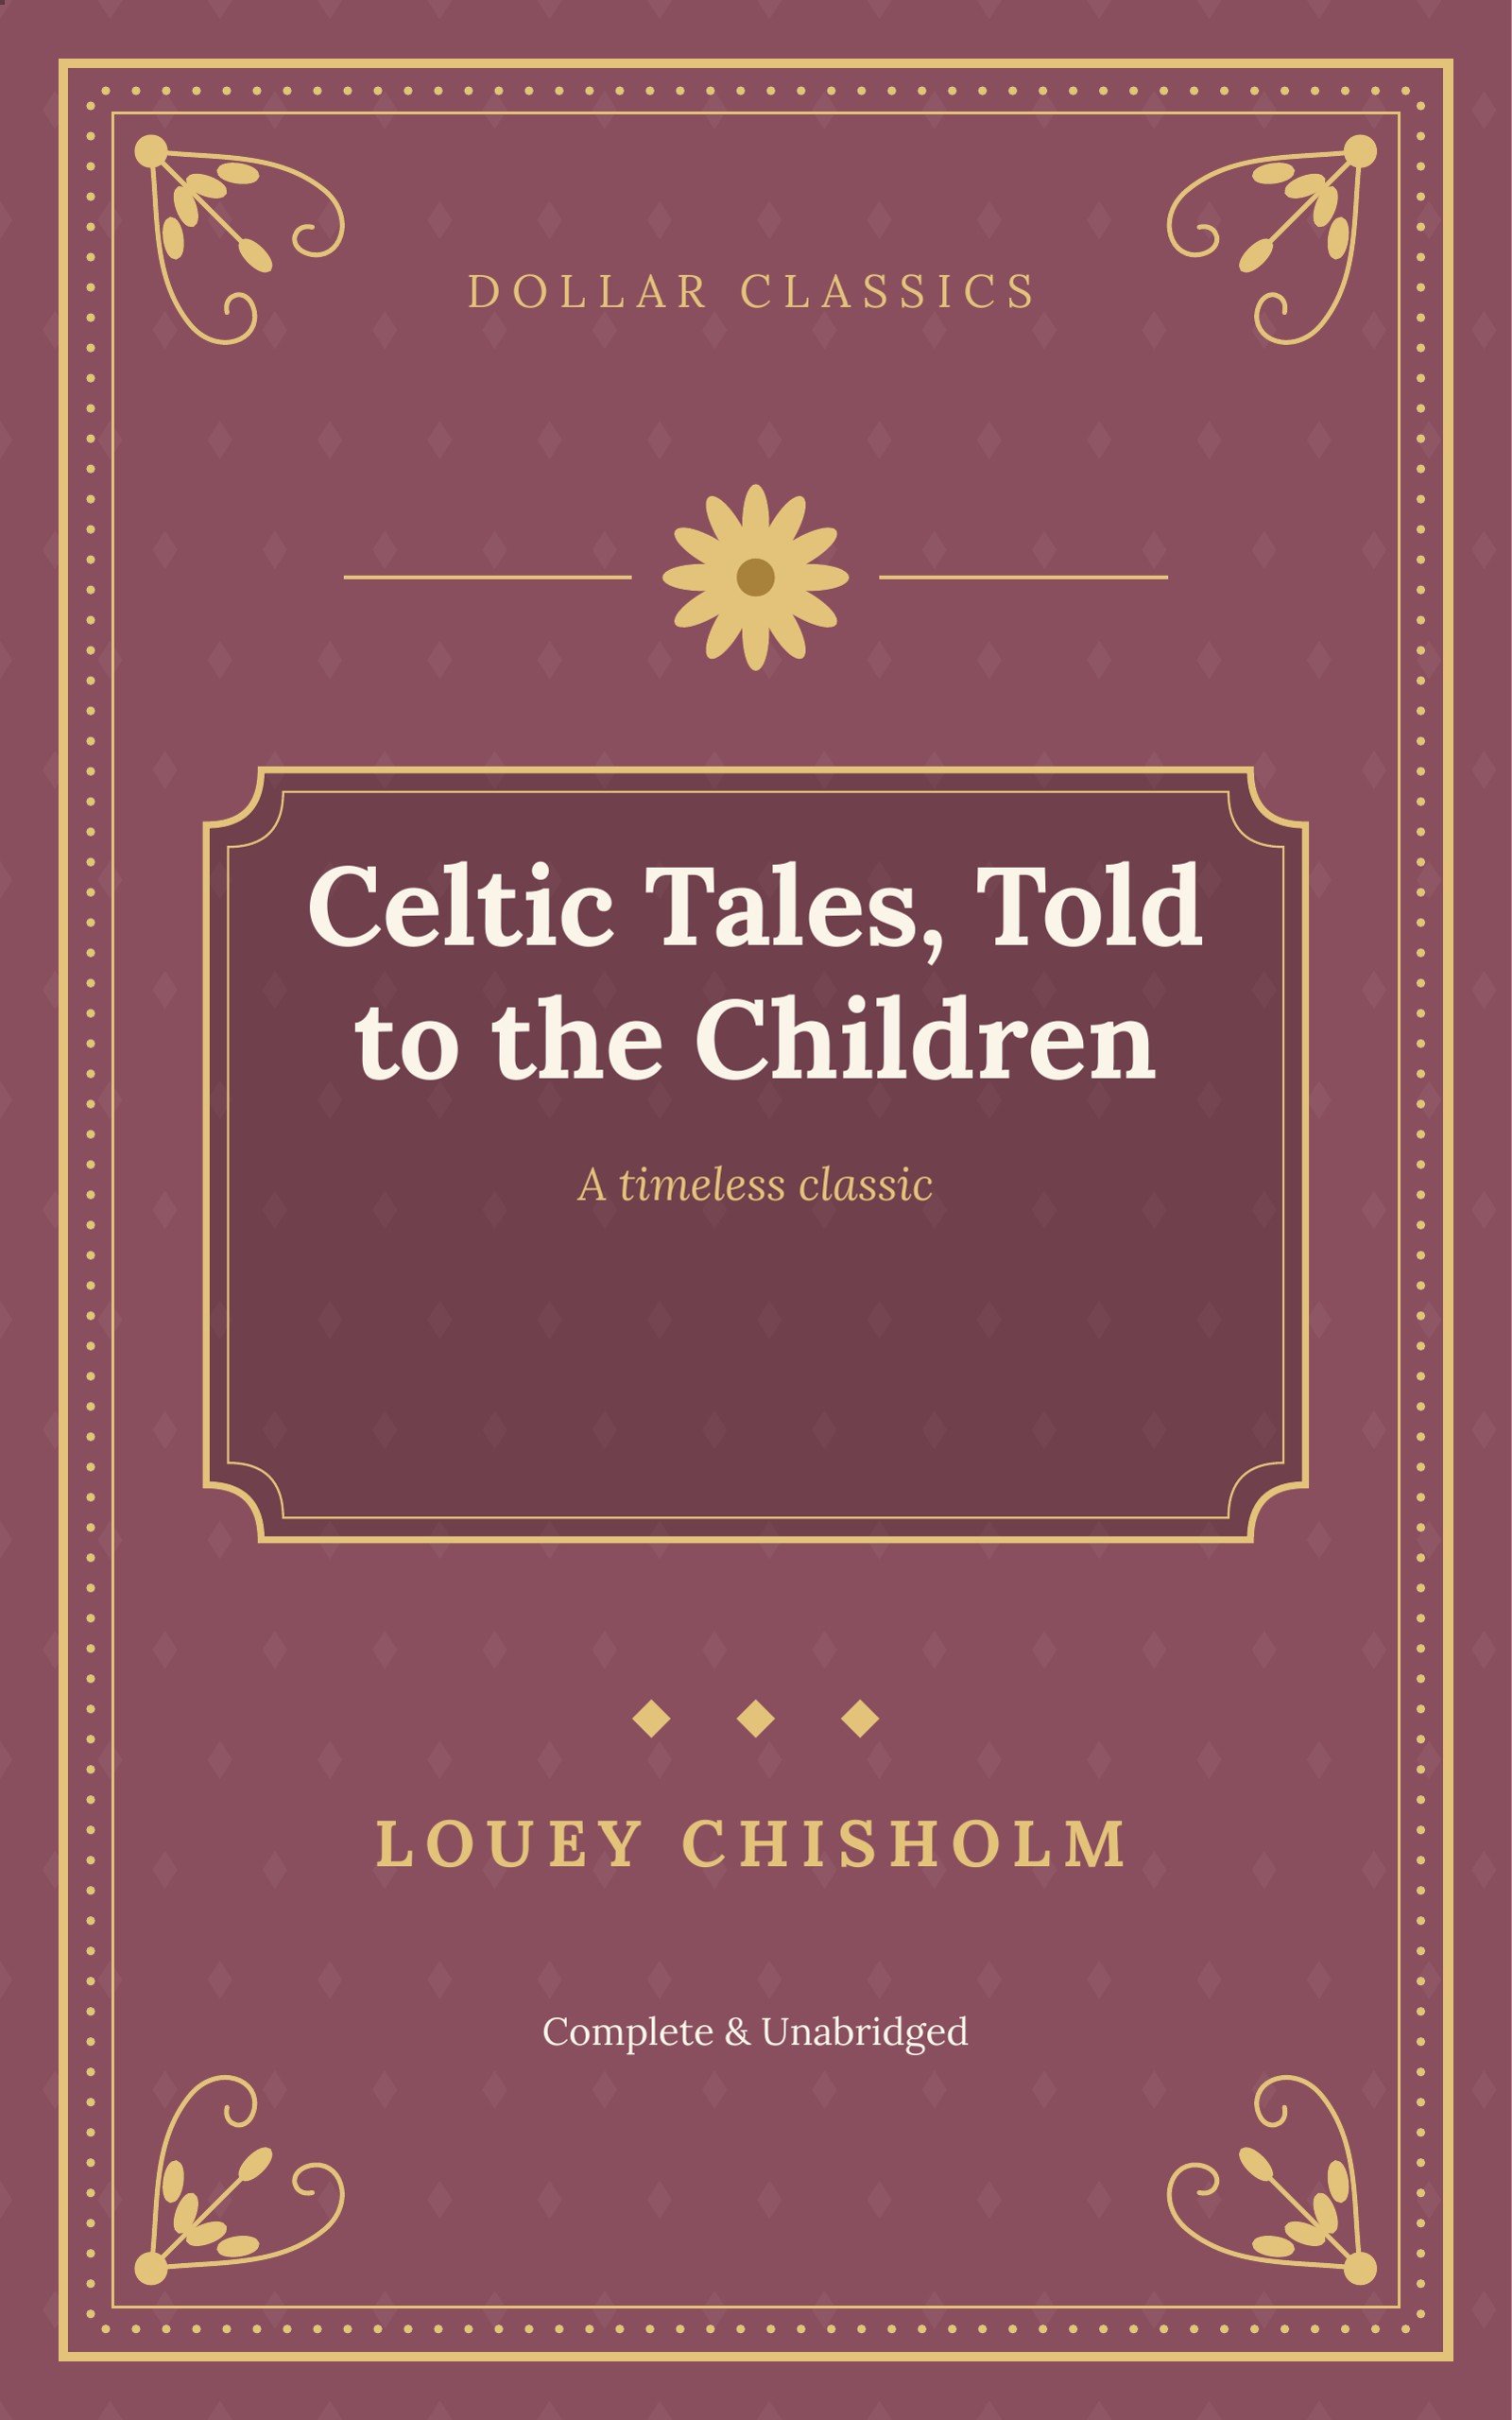 DOLLAR CLASSICS
Celtic Tales, Told
to the Children
A timeless classic
LOUEY CHISHOLM
Complete & Unabridged